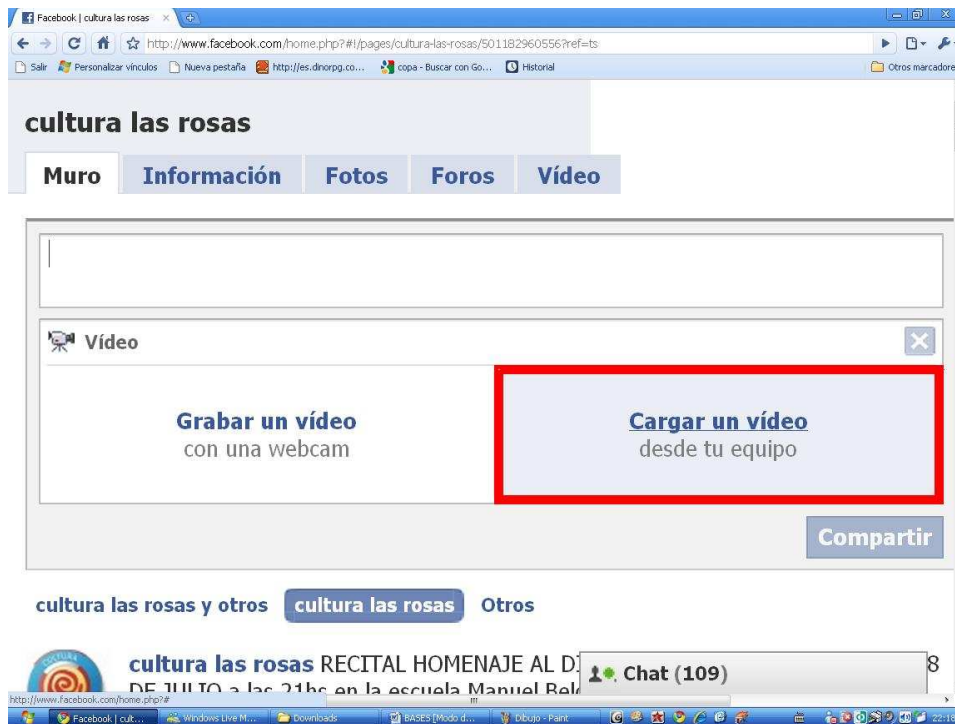 Facebook | cultura las rosas
http://www.facebook.com/home.php?#!/pages/cultura-las-rosas/501182960556?ref=ts
Salir Personalizar vínculos Nueva pestaña http://es.dinorpg.co... copa - Buscar con Go... Historial Otros marcadore
cultura las rosas
Muro Información Fotos Foros Vídeo
Vídeo
Grabar un vídeo
con una webcam
Cargar un vídeo
desde tu equipo
Compartir
cultura las rosas y otros cultura las rosas Otros
cultura las rosas RECITAL HOMENAJE AL 8
DE JULIO a las 21hs en la escuela Manuel
Chat (109)
http://www.facebook.com/home.php?#
Facebook | cult... Windows Live M... Downloads BASES [Modo d... Dibujo - Paint